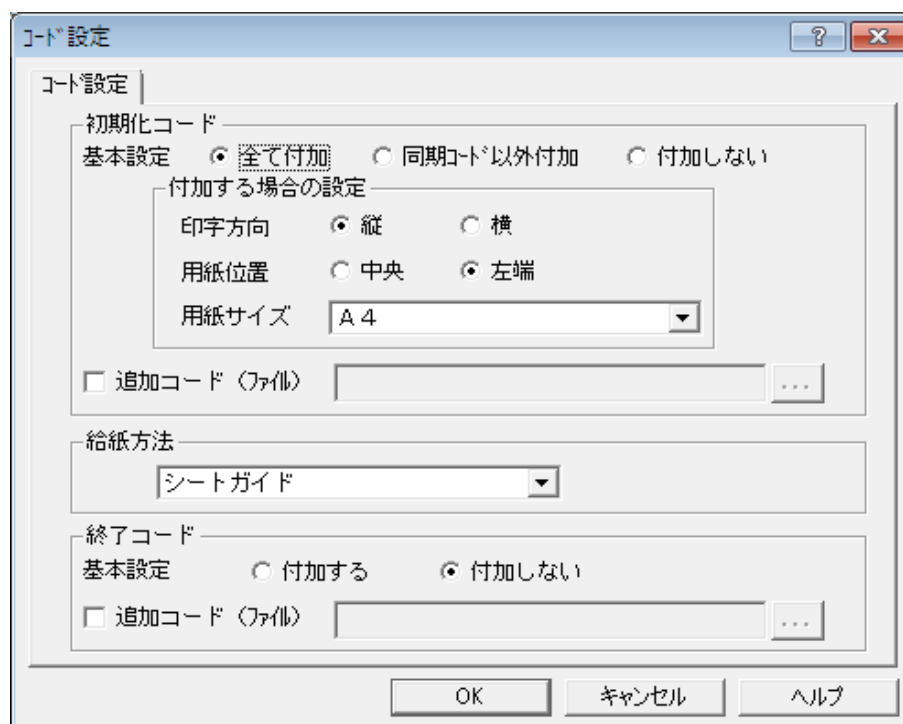 ｺｰﾄﾞ設定
ｺｰﾄﾞ設定
初期化コード
基本設定 全て付加 同期ｺｰﾄﾞ以外付加 付加しない
付加する場合の設定
印字方向 縦 横
用紙位置 中央 左端
用紙サイズ Ａ４
追加コード（ﾌｧｲﾙ） ...
給紙方法
シートガイド
終了コード
基本設定 付加する 付加しない
追加コード（ﾌｧｲﾙ） ...
OK ｷｬﾝｾﾙ ﾍﾙﾌﾟ